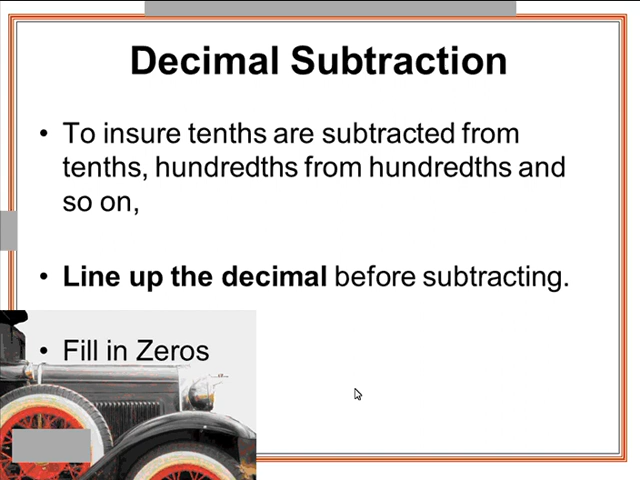 Decimal Subtraction
• To insure tenths are subtracted from
tenths, hundredths from hundredths and
so on,
• Line up the decimal before subtracting.
• Fill in Zeros